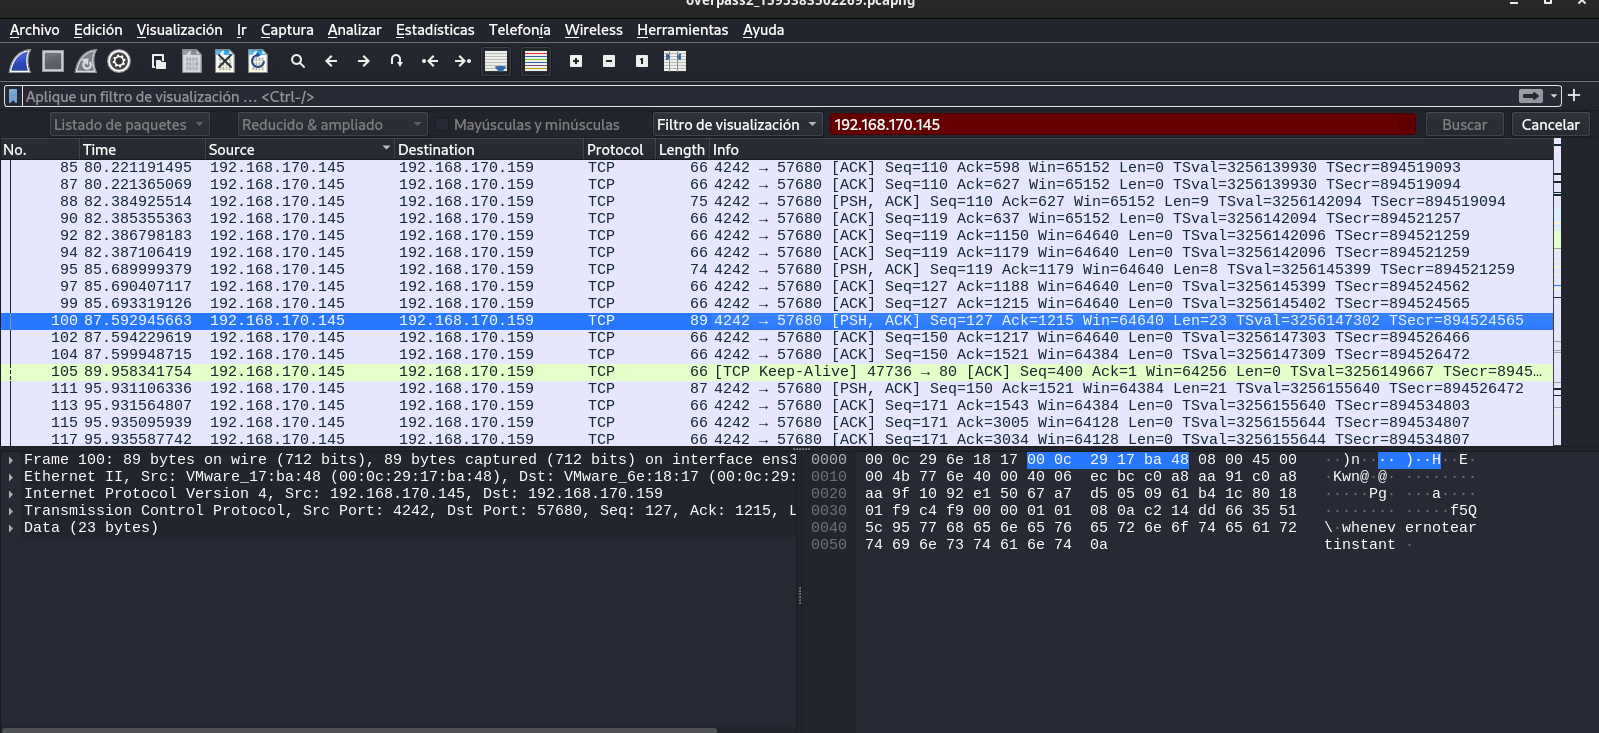 overpass2_1595383502269.pcapng
Archivo Edición Visualización Ir Captura Analizar Estadísticas Telefonía Wireless Herramientas Ayuda
Aplique un filtro de visualización … <Ctrl-/>
Listado de paquetes Reducido & ampliado Mayúsculas y minúsculas Filtro de visualización 192.168.170.145 Buscar Cancelar
No. Time Source Destination Protocol Length Info
85 80.221191495 192.168.170.145 192.168.170.159 TCP 66 4242 → 57680 [ACK] Seq=110 Ack=598 Win=65152 Len=0 TSval=3256139930 TSecr=894519093
87 80.221365069 192.168.170.145 192.168.170.159 TCP 66 4242 → 57680 [ACK] Seq=110 Ack=627 Win=65152 Len=0 TSval=3256139930 TSecr=894519094
88 82.384925514 192.168.170.145 192.168.170.159 TCP 75 4242 → 57680 [PSH, ACK] Seq=110 Ack=627 Win=65152 Len=9 TSval=3256142094 TSecr=894519094
90 82.385355363 192.168.170.145 192.168.170.159 TCP 66 4242 → 57680 [ACK] Seq=119 Ack=637 Win=65152 Len=0 TSval=3256142094 TSecr=894521257
92 82.386798183 192.168.170.145 192.168.170.159 TCP 66 4242 → 57680 [ACK] Seq=119 Ack=1150 Win=64640 Len=0 TSval=3256142096 TSecr=894521259
94 82.387106419 192.168.170.145 192.168.170.159 TCP 66 4242 → 57680 [ACK] Seq=119 Ack=1179 Win=64640 Len=0 TSval=3256142096 TSecr=894521259
95 85.689999379 192.168.170.145 192.168.170.159 TCP 74 4242 → 57680 [PSH, ACK] Seq=119 Ack=1179 Win=64640 Len=8 TSval=3256145399 TSecr=894521259
97 85.690407117 192.168.170.145 192.168.170.159 TCP 66 4242 → 57680 [ACK] Seq=127 Ack=1188 Win=64640 Len=0 TSval=3256145399 TSecr=894524562
99 85.693319126 192.168.170.145 192.168.170.159 TCP 66 4242 → 57680 [ACK] Seq=127 Ack=1215 Win=64640 Len=0 TSval=3256145402 TSecr=894524565
100 87.592945663 192.168.170.145 192.168.170.159 TCP 89 4242 → 57680 [PSH, ACK] Seq=127 Ack=1215 Win=64640 Len=23 TSval=3256147302 TSecr=894524565
102 87.594229619 192.168.170.145 192.168.170.159 TCP 66 4242 → 57680 [ACK] Seq=150 Ack=1217 Win=64640 Len=0 TSval=3256147303 TSecr=894526466
104 87.599948715 192.168.170.145 192.168.170.159 TCP 66 4242 → 57680 [ACK] Seq=150 Ack=1521 Win=64384 Len=0 TSval=3256147309 TSecr=894526472
105 89.958341754 192.168.170.145 192.168.170.159 TCP 66 [TCP Keep-Alive] 47736 → 80 [ACK] Seq=400 Ack=1 Win=64256 Len=0 TSval=3256149667 TSecr=8945…
111 95.931106336 192.168.170.145 192.168.170.159 TCP 87 4242 → 57680 [PSH, ACK] Seq=150 Ack=1521 Win=64384 Len=21 TSval=3256155640 TSecr=894526472
113 95.931564807 192.168.170.145 192.168.170.159 TCP 66 4242 → 57680 [ACK] Seq=171 Ack=1543 Win=64384 Len=0 TSval=3256155640 TSecr=894534803
115 95.935095939 192.168.170.145 192.168.170.159 TCP 66 4242 → 57680 [ACK] Seq=171 Ack=3005 Win=64128 Len=0 TSval=3256155644 TSecr=894534807
117 95.935587742 192.168.170.145 192.168.170.159 TCP 66 4242 → 57680 [ACK] Seq=171 Ack=3034 Win=64128 Len=0 TSval=3256155644 TSecr=894534807
Frame 100: 89 bytes on wire (712 bits), 89 bytes captured (712 bits) on interface ens3
Ethernet II, Src: VMware_17:ba:48 (00:0c:29:17:ba:48), Dst: VMware_6e:18:17 (00:0c:29:
Internet Protocol Version 4, Src: 192.168.170.145, Dst: 192.168.170.159
Transmission Control Protocol, Src Port: 4242, Dst Port: 57680, Seq: 127, Ack: 1215, L
Data (23 bytes)
0000 00 0c 29 6e 18 17 00 0c 29 17 ba 48 08 00 45 00 ··)n·· ··)··H··E·
0010 00 4b 77 6e 40 00 40 06 ec bc c0 a8 aa 91 c0 a8 ·Kwn@·@· ········
0020 aa 9f 10 92 e1 50 67 a7 d5 05 09 61 b4 1c 80 18 ·····Pg· ···a····
0030 01 f9 c4 f9 00 00 01 01 08 0a c2 14 dd 66 35 51 ········ ·····f5Q
0040 5c 95 77 68 65 6e 65 76 65 72 6e 6f 74 65 61 72 \·whenev ernotear
0050 74 69 6e 73 74 61 6e 74 0a tinstant ·